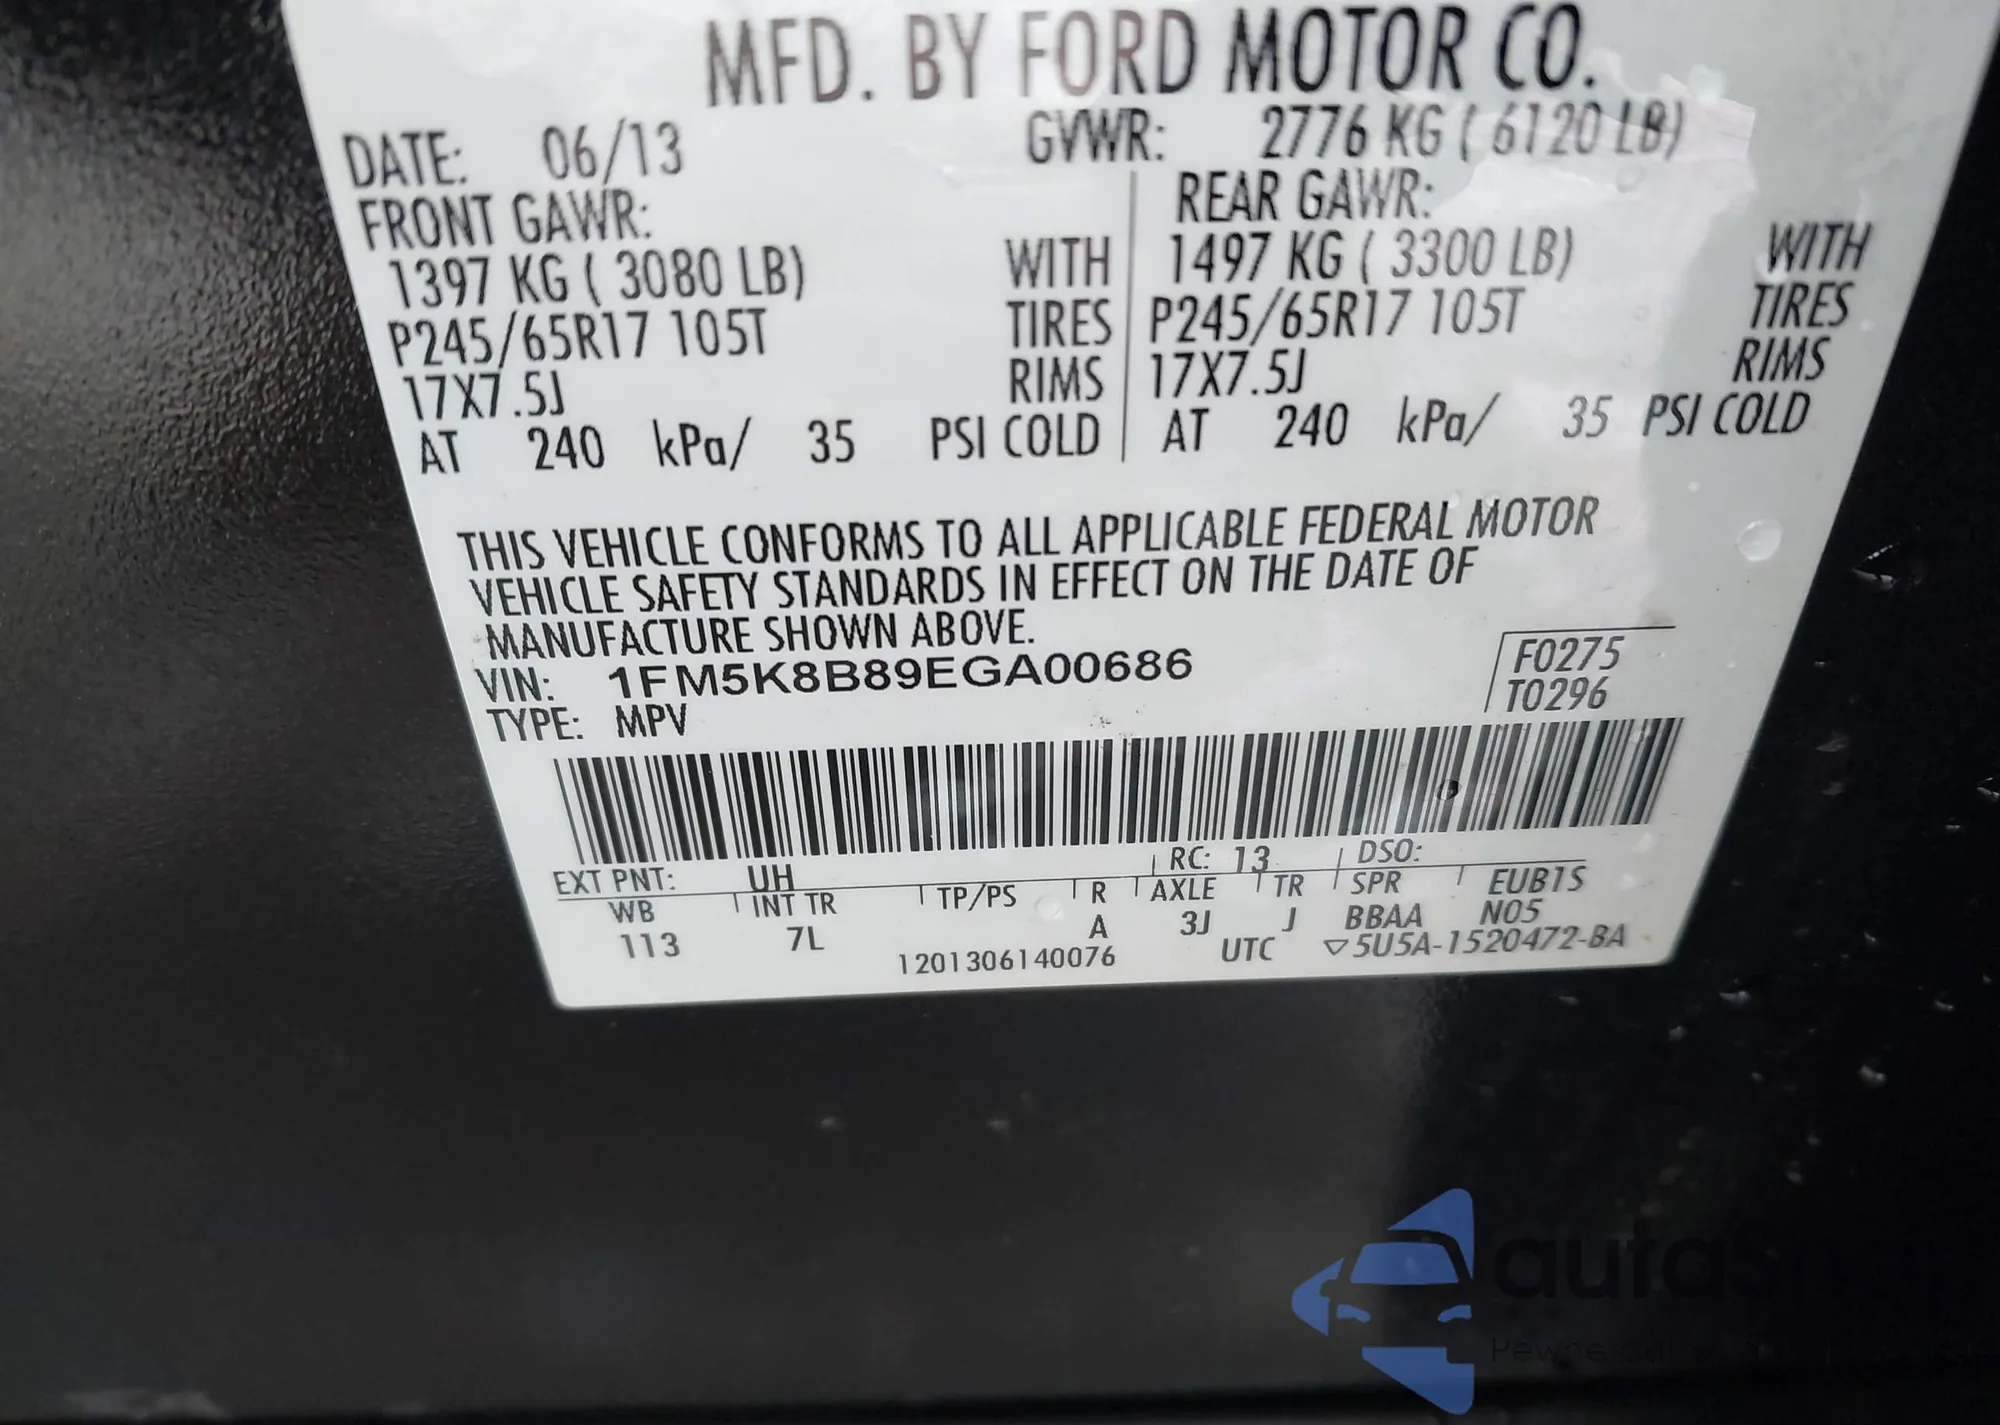 MFD. BY FORD MOTOR CO.
DATE: 06/13 GVWR: 2776 KG ( 6120 LB)
FRONT GAWR: REAR GAWR:
1397 KG ( 3080 LB) WITH 1497 KG ( 3300 LB) WITH
P245/65R17 105T TIRES P245/65R17 105T TIRES
17X7.5J RIMS 17X7.5J RIMS
AT 240 kPa/ 35 PSI COLD AT 240 kPa/ 35 PSI COLD
THIS VEHICLE CONFORMS TO ALL APPLICABLE FEDERAL MOTOR
VEHICLE SAFETY STANDARDS IN EFFECT ON THE DATE OF
MANUFACTURE SHOWN ABOVE.
VIN: 1FM5K8B89EGA00686 F0275
TYPE: MPV T0296
EXT PNT: UH RC: 13 DSO:
WB INT TR TP/PS R AXLE TR SPR EUB1S
113 7L A 3J J BBAA N05
1201306140076 UTC ▽5U5A-1520472-BA